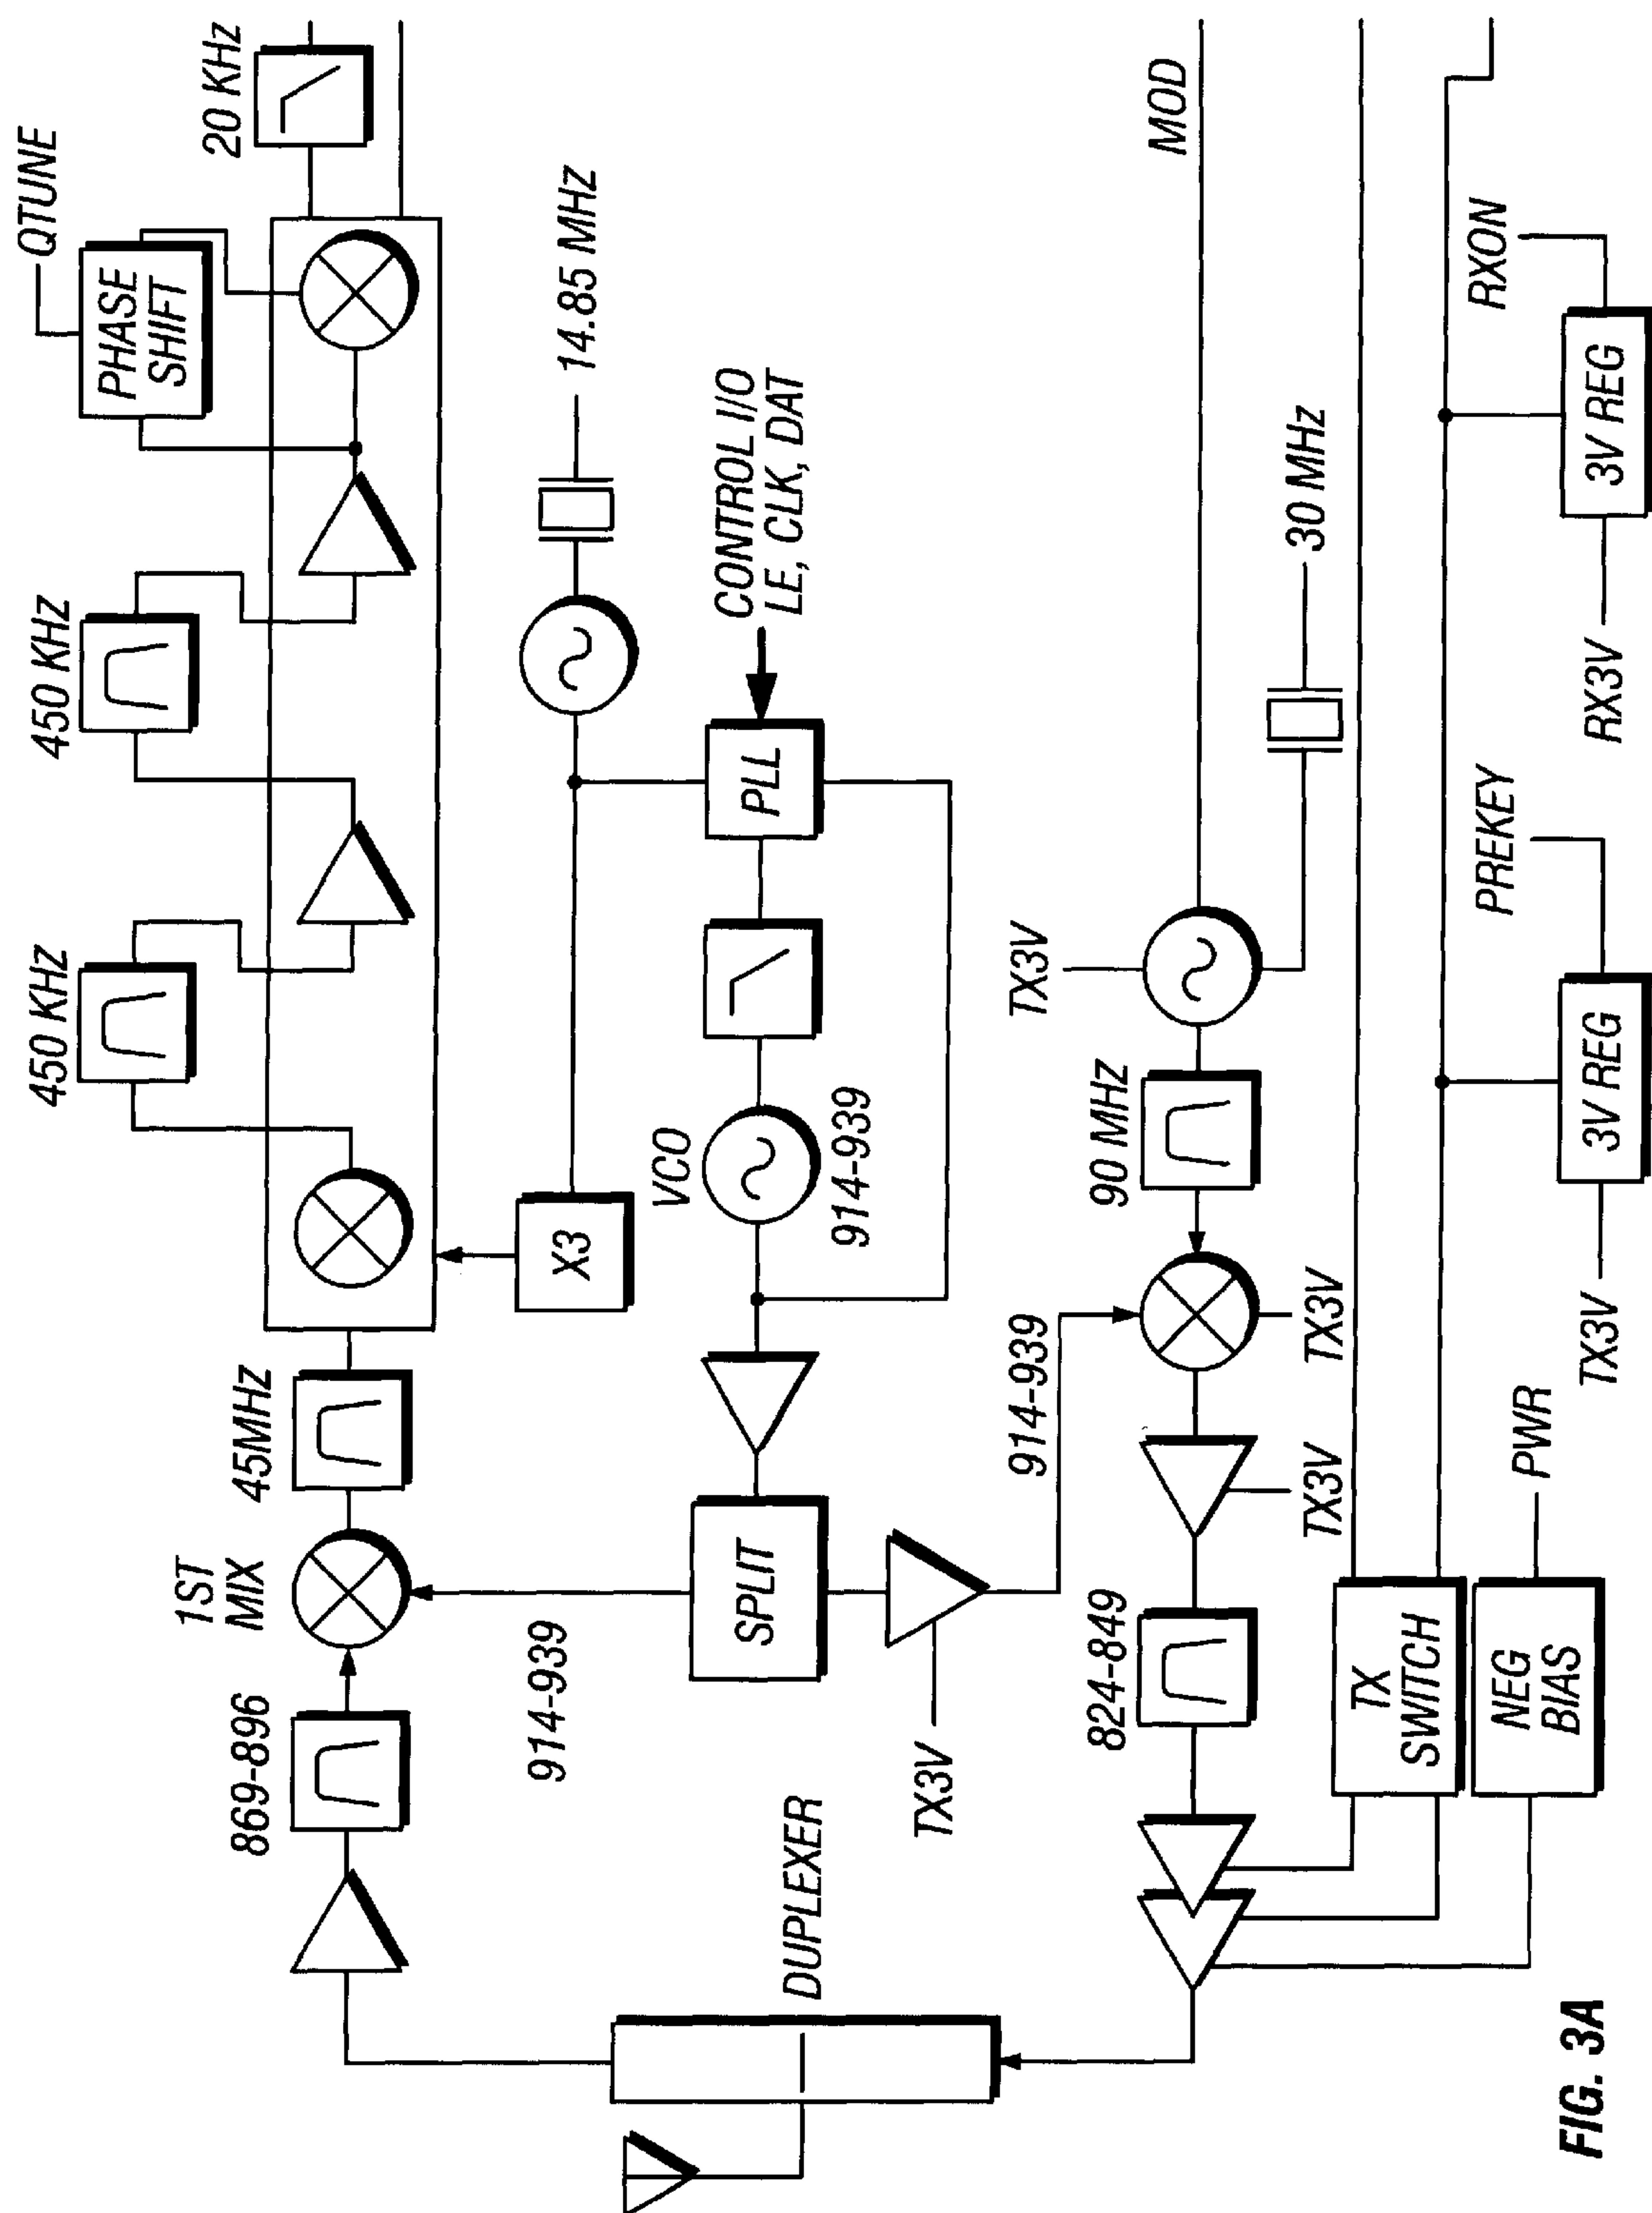 QTUNE
450 KHz
450 KHz
PHASE
SHIFT
20 KHz
869-896
1ST
MIX
45MHz
14.85 MHz
X3
914-939
VCO
CONTROL I/O
LE, CLK, DAT
SPLIT
PLL
914-939
DUPLEXER
TX3V
914-939
TX3V
824-849
90 MHz
MOD
TX3V
TX3V
30 MHz
TX
SWITCH
NEG
BIAS
PWR
PREKEY
RXON
TX3V
3V REG
RX3V
3V REG
FIG. 3A